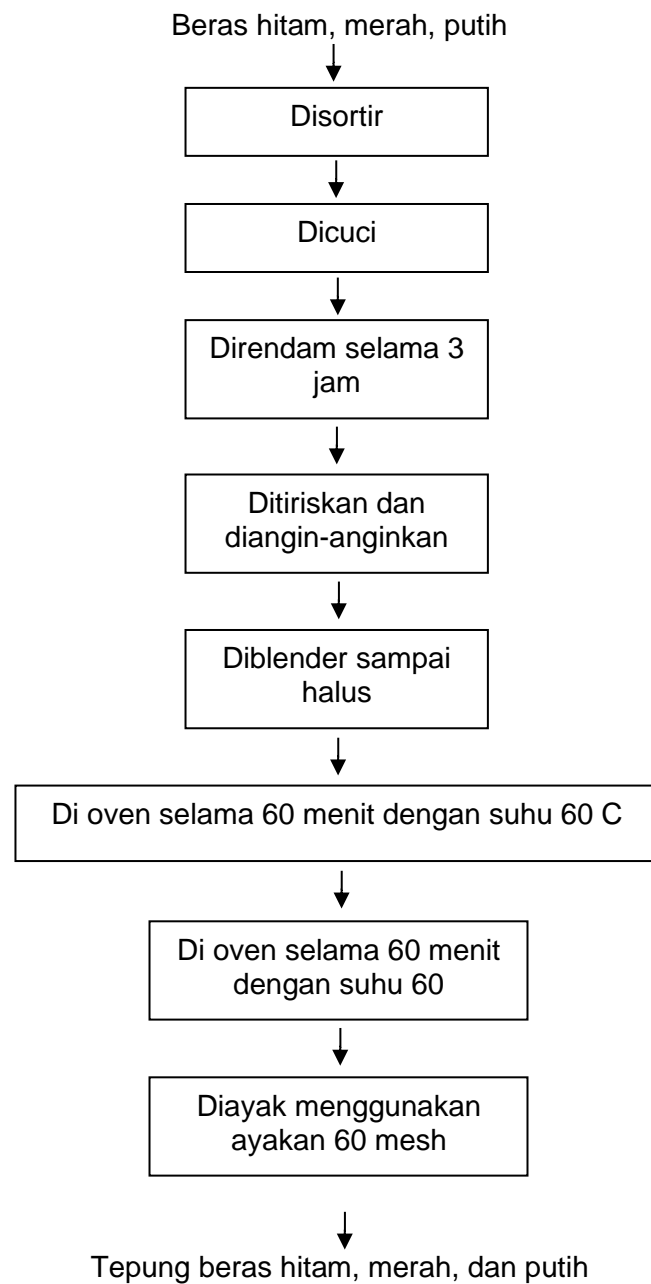 Beras hitam, merah, putih
Disortir
Dicuci
Direndam selama 3
jam
Ditiriskan dan
diangin-anginkan
Diblender sampai
halus
Di oven selama 60 menit dengan suhu 60 C
Di oven selama 60 menit
dengan suhu 60
Diayak menggunakan
ayakan 60 mesh
Tepung beras hitam, merah, dan putih